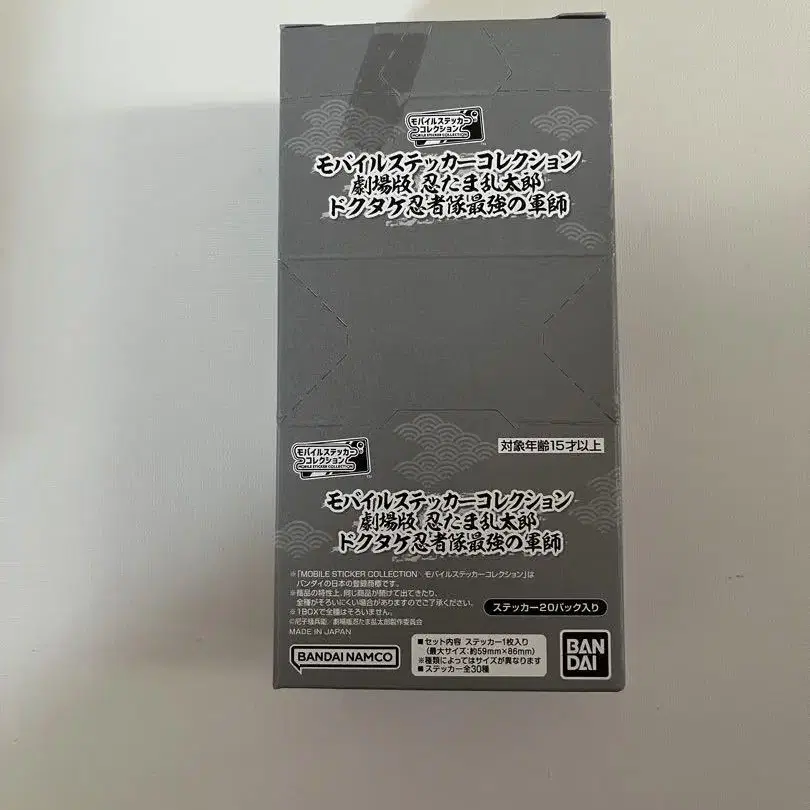 モバイルステッカー
コレクション
MOBILE STICKER COLLECTION
モバイルステッカーコレクション
劇場版 忍たま乱太郎
ドクタケ忍者隊最強の軍師
モバイルステッカー
コレクション
MOBILE STICKER COLLECTION
対象年齢15才以上
モバイルステッカーコレクション
劇場版 忍たま乱太郎
ドクタケ忍者隊最強の軍師
※「MOBILE STICKER COLLECTION\モバイルステッカーコレクション」は
バンダイの日本の登録商標です。
※商品の特性上、同じ商品が開けて出てきたり、
全種がそろいにくい場合がありますのでご了承ください。
※1BOXで全種はそろいません。
©尼子騒兵衛/劇場版忍たま乱太郎製作委員会
MADE IN JAPAN
ステッカー20パック入り
BANDAI NAMCO
■セット内容 ステッカー1枚入り
(最大サイズ:約59mm×86mm)
※種類によってはサイズが異なります
■ステッカー全30種
BAN
DAI